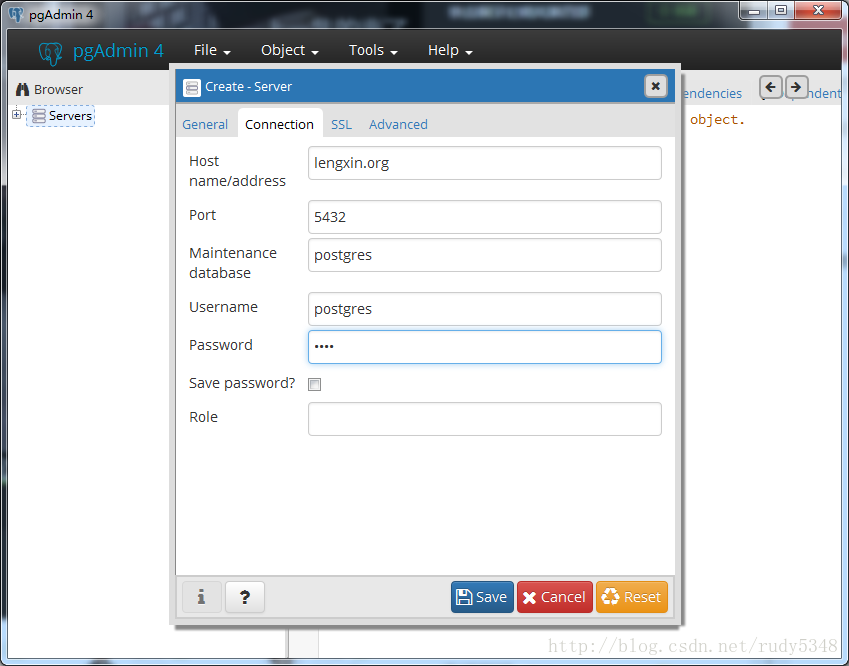 pgAdmin 4
pgAdmin 4 File Object Tools Help
Browser
Servers
Create - Server
endencies
ndent
General Connection SSL Advanced
object.
Host name/address
lengxin.org
Port
5432
Maintenance database
postgres
Username
postgres
Password
••••
Save password?
Role
i ? Save Cancel Reset
http://blog.csdn.net/rudy5348